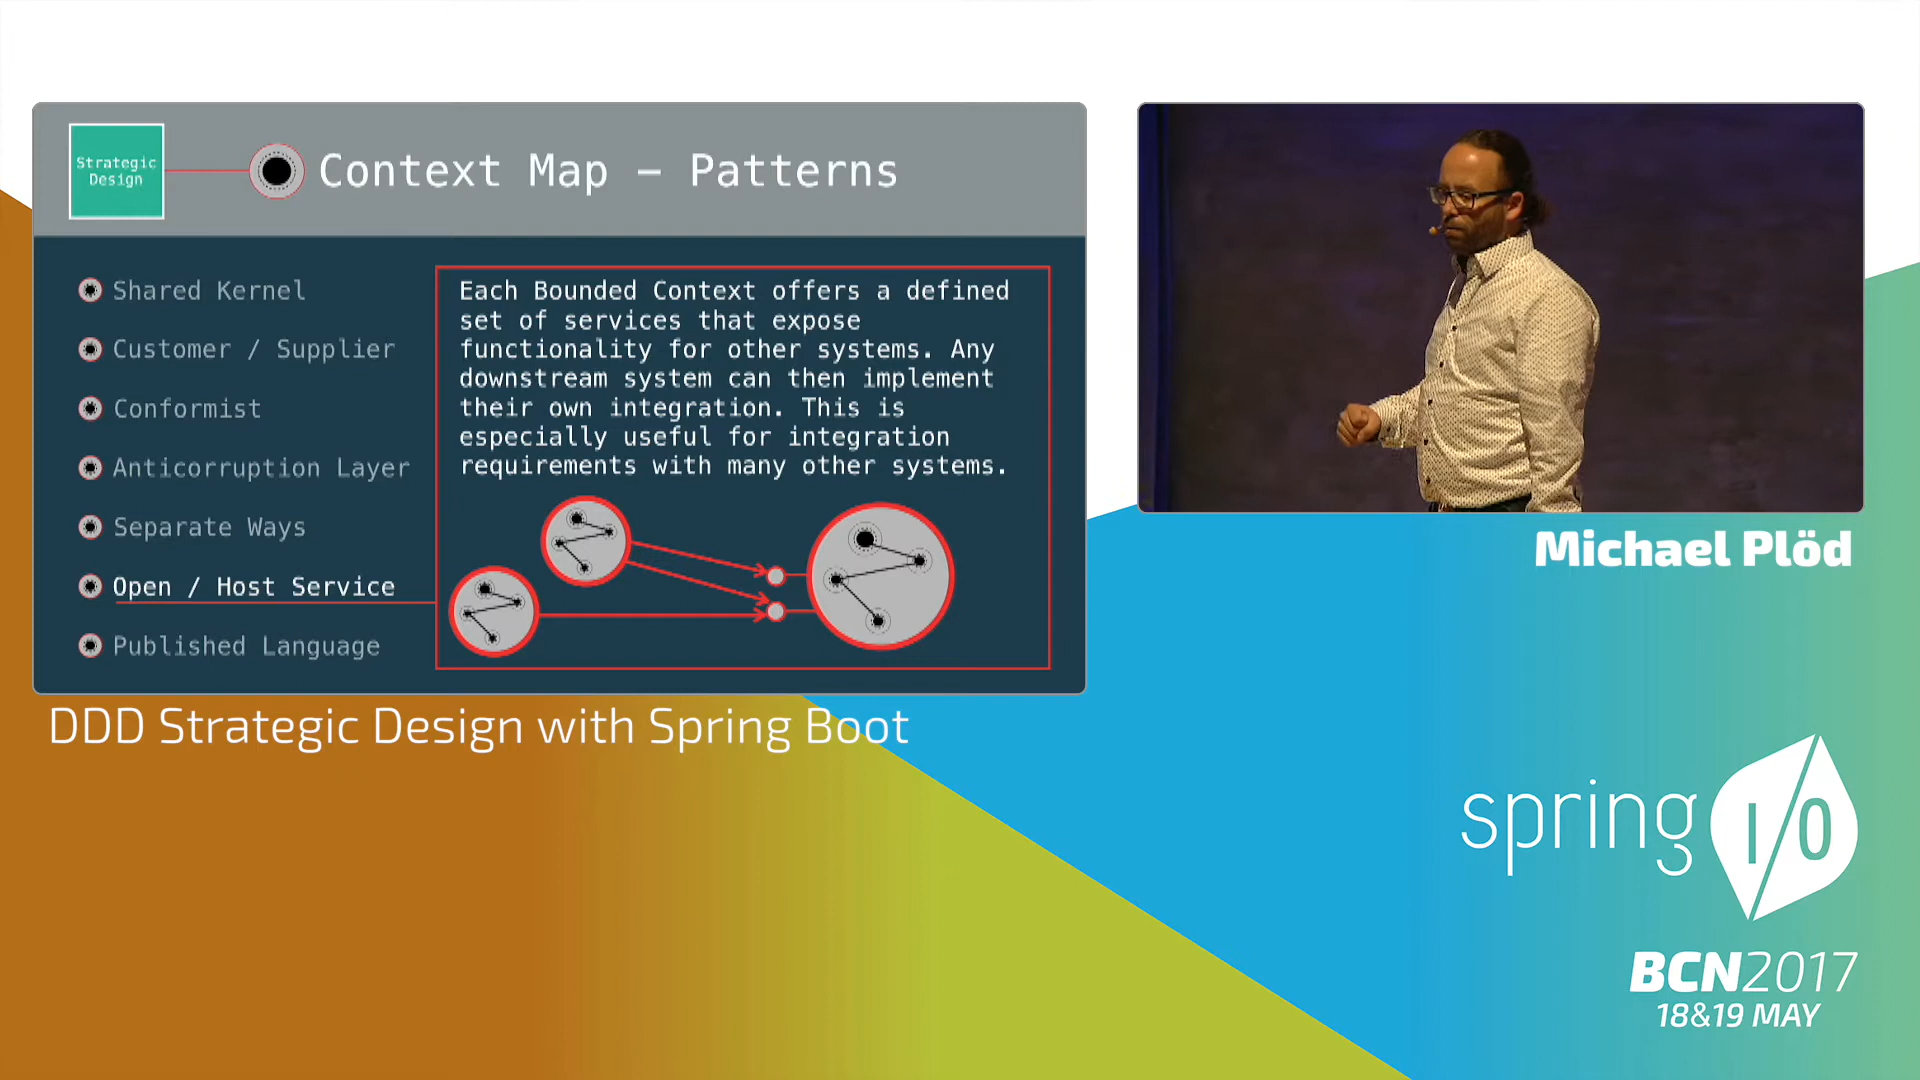 Strategic
Design
Context Map – Patterns
Shared Kernel
Customer / Supplier
Conformist
Anticorruption Layer
Separate Ways
Open / Host Service
Published Language
Each Bounded Context offers a defined
set of services that expose
functionality for other systems. Any
downstream system can then implement
their own integration. This is
especially useful for integration
requirements with many other systems.
Michael Plöd
DDD Strategic Design with Spring Boot
spring I/O
BCN2017
18&19 MAY